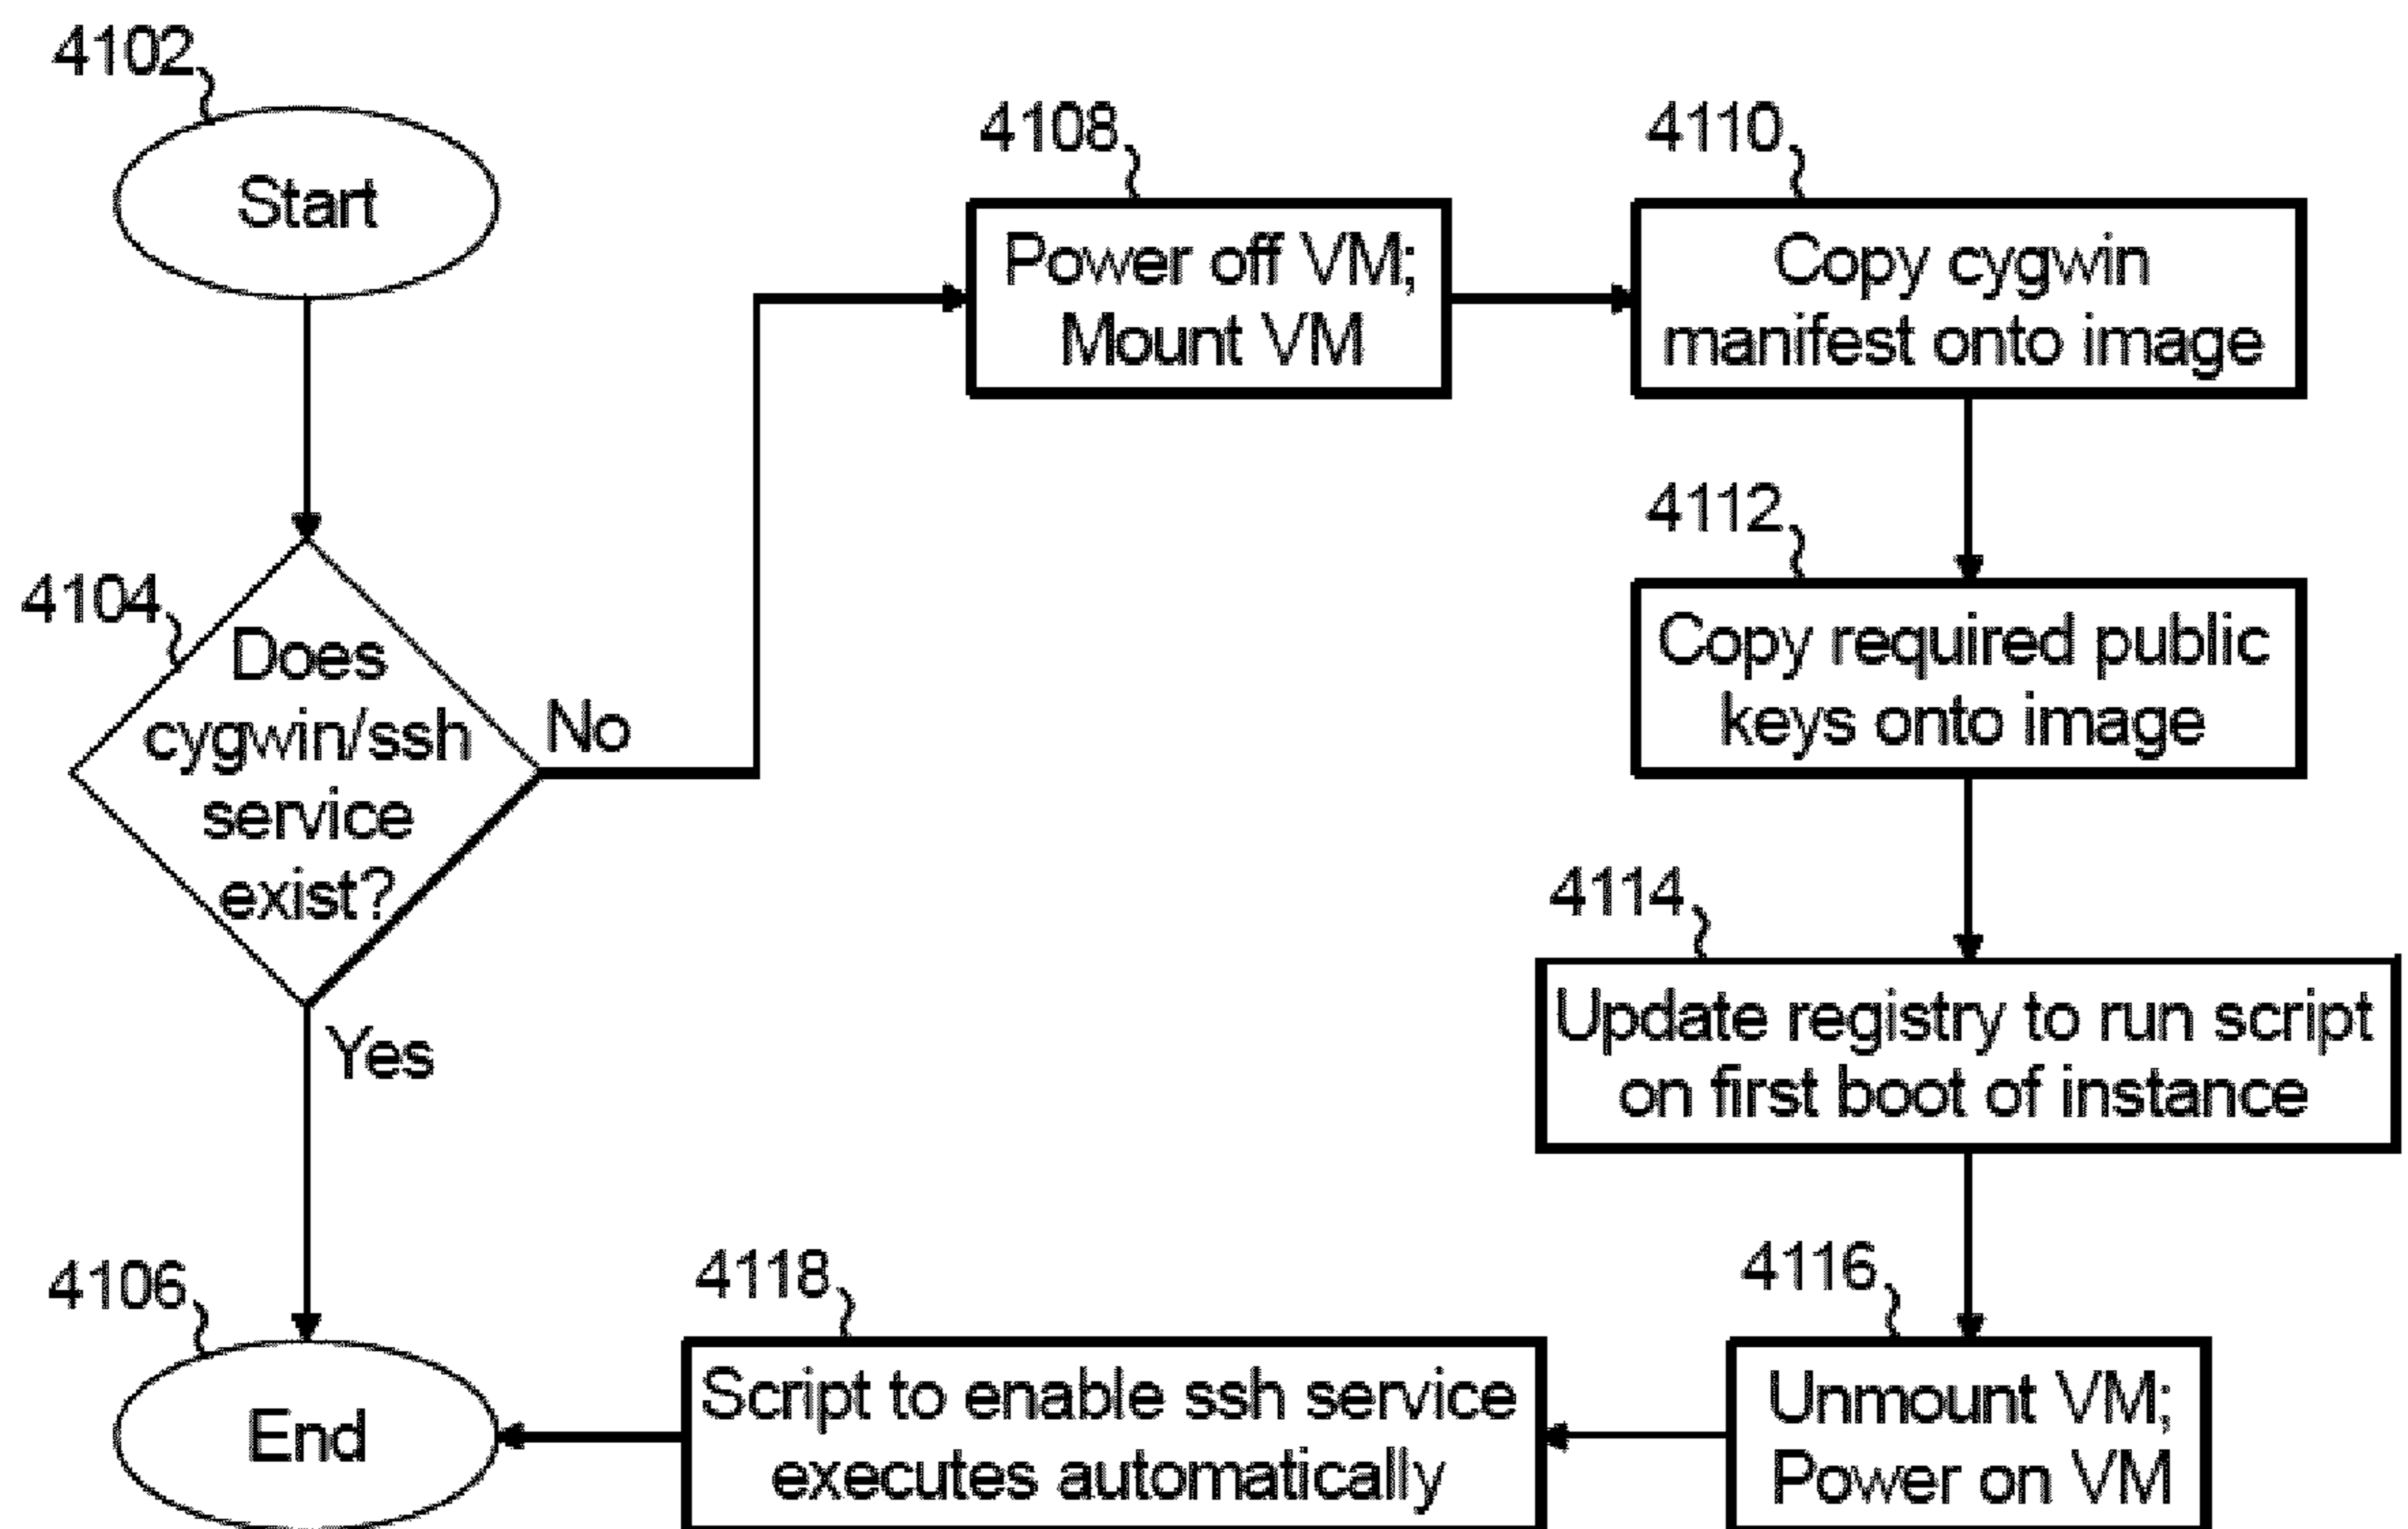 4102
Start
4104
Does
cygwin/ssh
service
exist?
No
Yes
4106
End
4108
Power off VM;
Mount VM
4110
Copy cygwin
manifest onto image
4112
Copy required public
keys onto image
4114
Update registry to run script
on first boot of instance
4116
Unmount VM;
Power on VM
4118
Script to enable ssh service
executes automatically